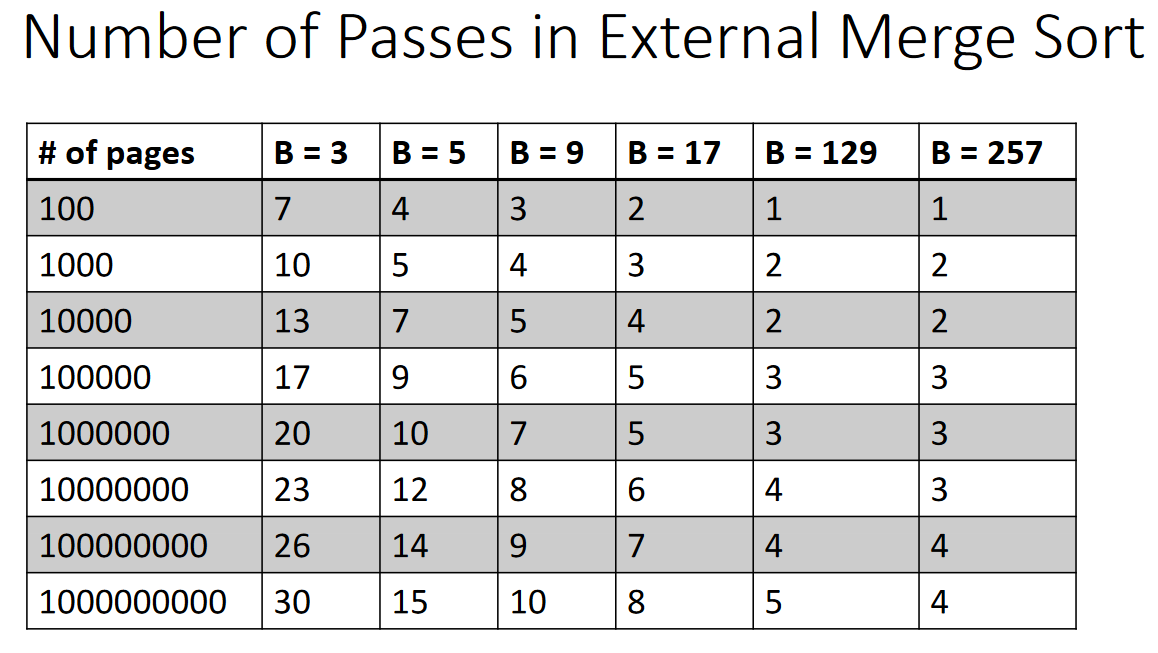 Number of Passes in External Merge Sort
# of pages B = 3 B = 5 B = 9 B = 17 B = 129 B = 257
100 7 4 3 2 1 1
1000 10 5 4 3 2 2
10000 13 7 5 4 2 2
100000 17 9 6 5 3 3
1000000 20 10 7 5 3 3
10000000 23 12 8 6 4 3
100000000 26 14 9 7 4 4
1000000000 30 15 10 8 5 4